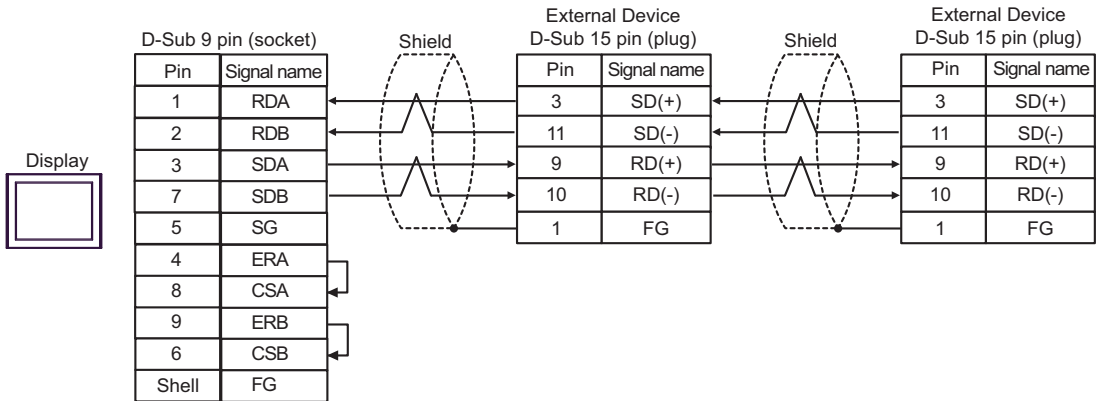 Display
D-Sub 9 pin (socket)
Pin Signal name
1 RDA
2 RDB
3 SDA
7 SDB
5 SG
4 ERA
8 CSA
9 ERB
6 CSB
Shell FG
Shield
External Device
D-Sub 15 pin (plug)
Pin Signal name
3 SD(+)
11 SD(-)
9 RD(+)
10 RD(-)
1 FG
Shield
External Device
D-Sub 15 pin (plug)
Pin Signal name
3 SD(+)
11 SD(-)
9 RD(+)
10 RD(-)
1 FG